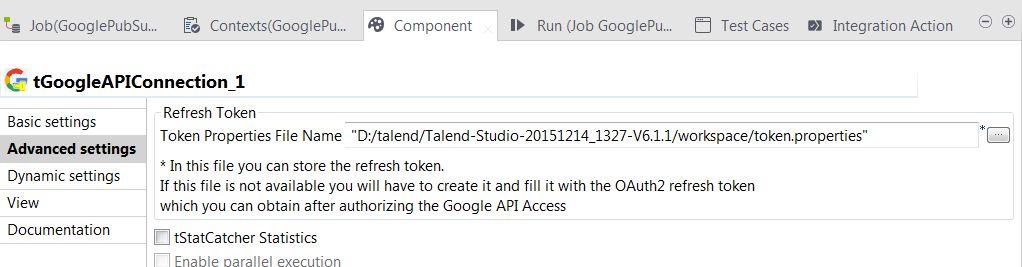 Job(GooglePubSu... Contexts(GooglePu... Component Run (Job GooglePu... Test Cases Integration Action
tGoogleAPIConnection_1
Basic settings
Advanced settings
Dynamic settings
View
Documentation
Refresh Token
Token Properties File Name "D:/talend/Talend-Studio-20151214_1327-V6.1.1/workspace/token.properties" * ...
* In this file you can store the refresh token.
If this file is not available you will have to create it and fill it with the OAuth2 refresh token
which you can obtain after authorizing the Google API Access
tStatCatcher Statistics
Enable parallel execution